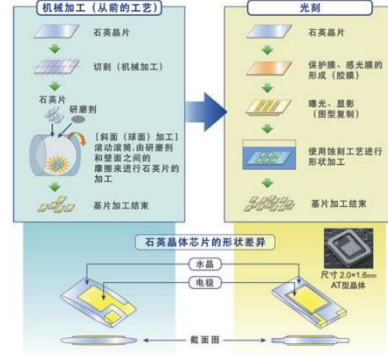 机械加工（从前的工艺）
石英晶片
切割（机械加工）
石英片
研磨剂
[斜面（球面）加工]
滚动滚筒，由研磨剂
和壁面之间的
摩擦来进行石英片的
加工
基片加工结束
光刻
石英晶片
保护膜、感光膜的
形成（胶膜）
曝光、显影
（图型复制）
使用蚀刻工艺进行
形状加工
基片加工结束
石英晶体芯片的形状差异
水晶
电极
截面图
尺寸 2.0×1.6mm
AT型晶体